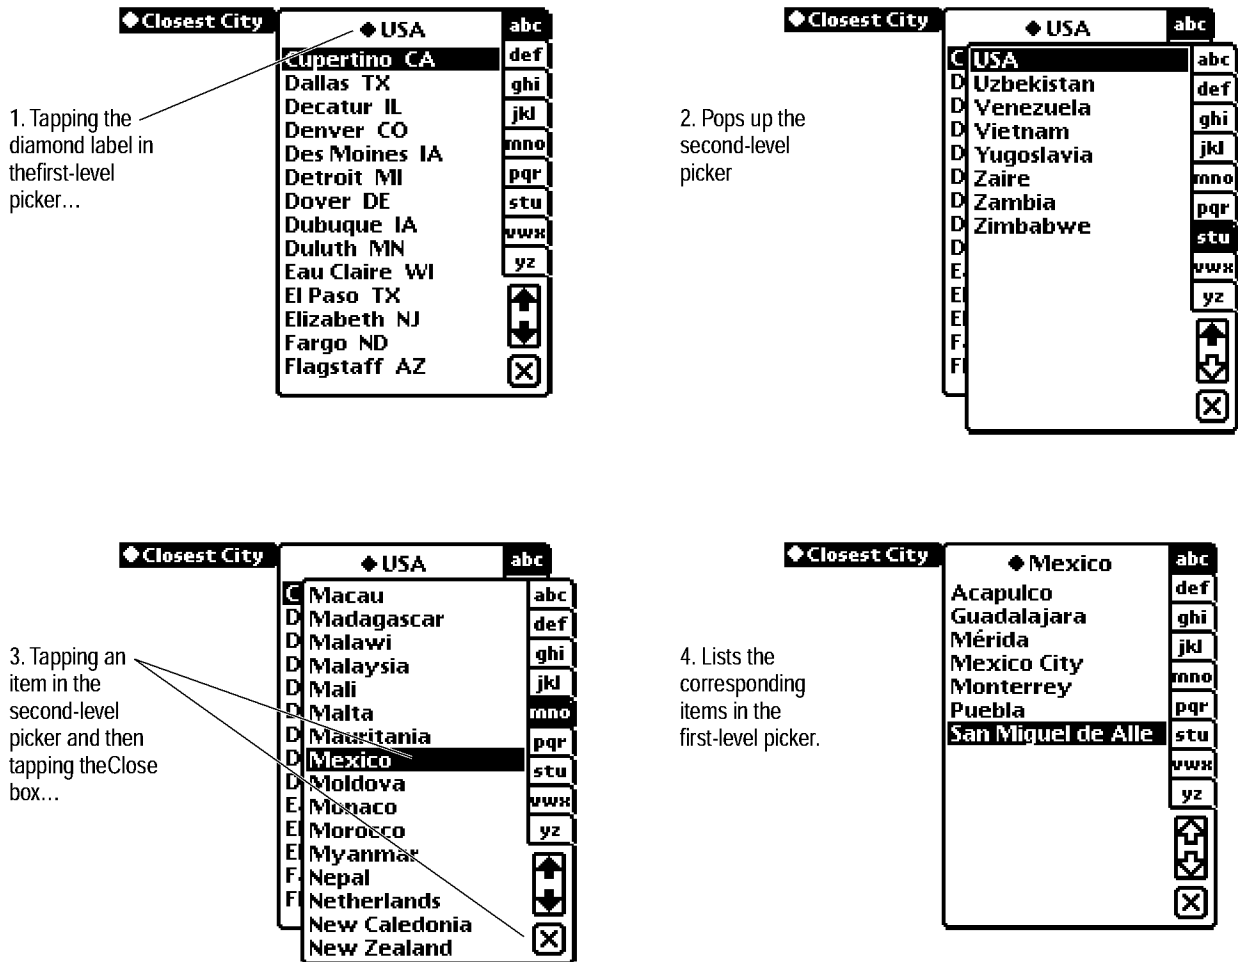 ◆Closest City
◆USA
abc
def
ghi
jkl
mno
pqr
stu
vwx
yz
Cupertino CA
Dallas TX
Decatur IL
Denver CO
Des Moines IA
Detroit MI
Dover DE
Dubuque IA
Duluth MN
Eau Claire WI
El Paso TX
Elizabeth NJ
Fargo ND
Flagstaff AZ
1. Tapping the
diamond label in
thefirst-level
picker…
◆Closest City
◆USA
abc
C
D
D
D
D
D
D
D
D
E
El
El
F
Fl
USA
Uzbekistan
Venezuela
Vietnam
Yugoslavia
Zaire
Zambia
Zimbabwe
abc
def
ghi
jkl
mno
pqr
stu
vwx
yz
2. Pops up the
second-level
picker
◆Closest City
◆USA
abc
C
D
D
D
D
D
D
D
D
E
El
El
F
Fl
Macau
Madagascar
Malawi
Malaysia
Mali
Malta
Mauritania
Mexico
Moldova
Monaco
Morocco
Myanmar
Nepal
Netherlands
New Caledonia
New Zealand
abc
def
ghi
jkl
mno
pqr
stu
vwx
yz
3. Tapping an
item in the
second-level
picker and then
tapping theClose
box…
◆Closest City
◆Mexico
abc
def
ghi
jkl
mno
pqr
stu
vwx
yz
Acapulco
Guadalajara
Mérida
Mexico City
Monterrey
Puebla
San Miguel de Alle
4. Lists the
corresponding
items in the
first-level picker.